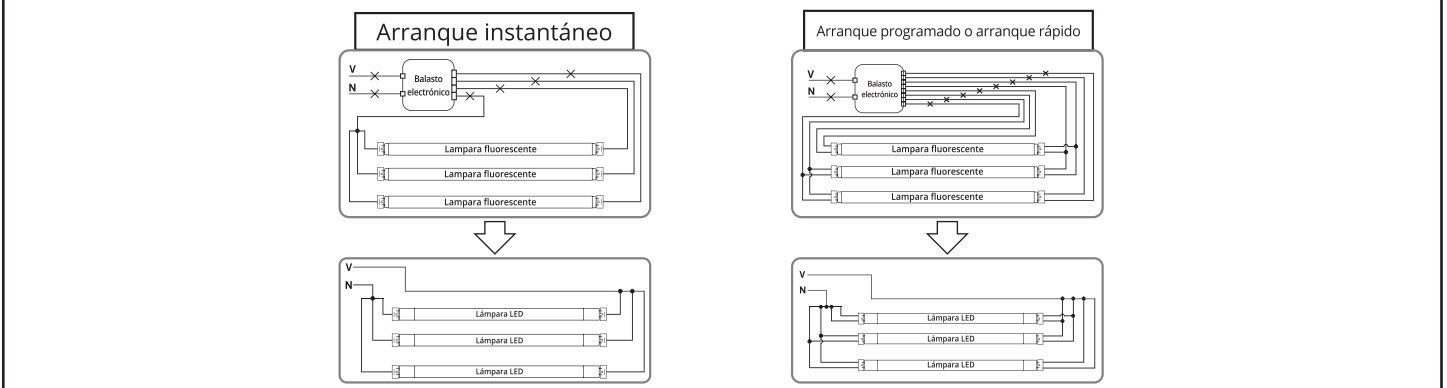 Arranque instantáneo
V
N
Balasto
electrónico
Lampara fluorescente
Lampara fluorescente
Lampara fluorescente
V
N
Lámpara LED
Lámpara LED
Lámpara LED
Arranque programado o arranque rápido
V
N
Balasto
electrónico
Lampara fluorescente
Lampara fluorescente
Lampara fluorescente
V
N
Lámpara LED
Lámpara LED
Lámpara LED